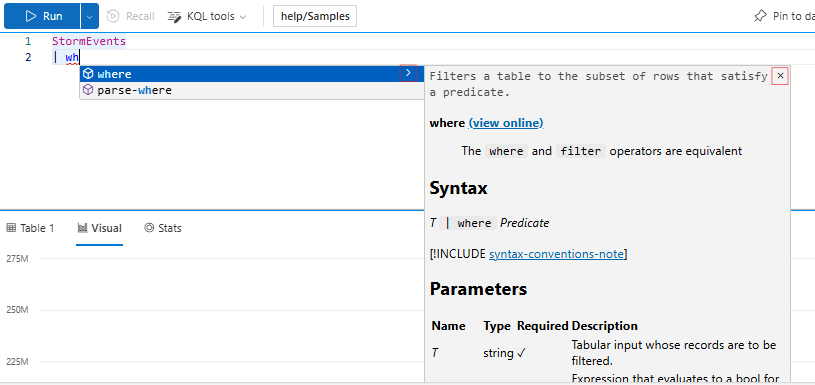 Run
Recall
KQL tools
help/Samples
Pin to da
1 StormEvents
2 | wh
where
parse-where
Filters a table to the subset of rows that satisfy
a predicate.
where (view online)
The where and filter operators are equivalent
Syntax
T | where Predicate
[!INCLUDE syntax-conventions-note]
Parameters
Name Type Required Description
T string ✓ Tabular input whose records are to be
filtered.
Expression that evaluates to a bool for
Table 1
Visual
Stats
275M
250M
225M